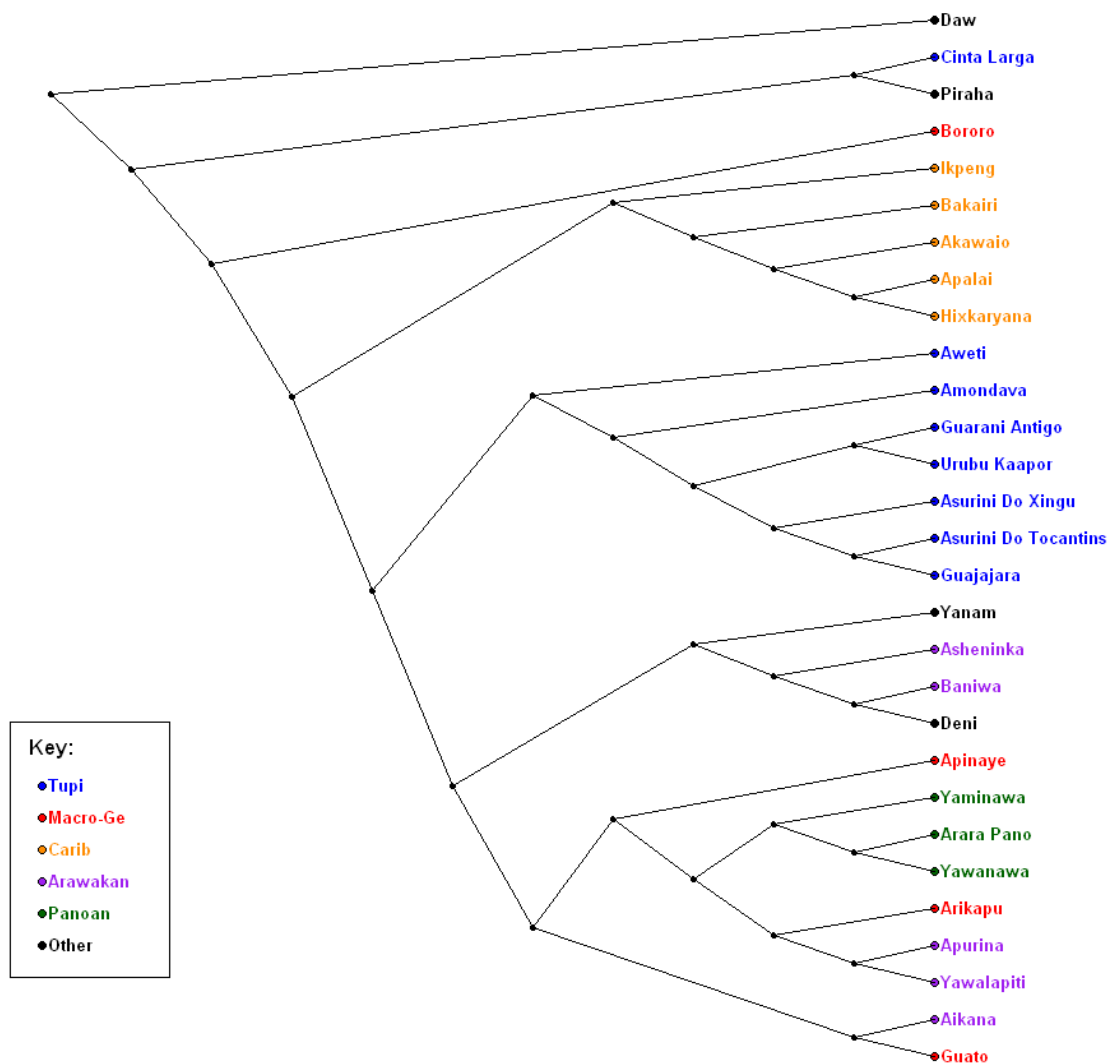 Daw
Cinta Larga
Piraha
Bororo
Ikpeng
Bakairi
Akawaio
Apalai
Hixkaryana
Aweti
Amondava
Guarani Antigo
Urubu Kaapor
Asurini Do Xingu
Asurini Do Tocantins
Guajajara
Yanam
Asheninka
Baniwa
Deni
Apinaye
Yaminawa
Arara Pano
Yawanawa
Arikapu
Apurina
Yawalapiti
Aikana
Guato
Key:
Tupi
Macro-Ge
Carib
Arawakan
Panoan
Other